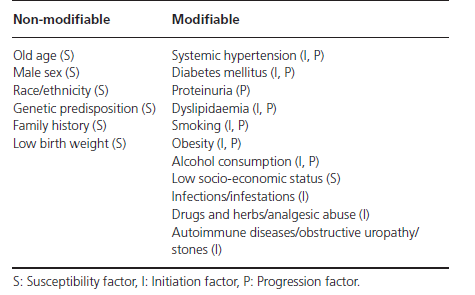 Non-modifiable Modifiable
Old age (S) Systemic hypertension (I, P)
Male sex (S) Diabetes mellitus (I, P)
Race/ethnicity (S) Proteinuria (P)
Genetic predisposition (S) Dyslipidaemia (I, P)
Family history (S) Smoking (I, P)
Low birth weight (S) Obesity (I, P)
Alcohol consumption (I, P)
Low socio-economic status (S)
Infections/infestations (I)
Drugs and herbs/analgesic abuse (I)
Autoimmune diseases/obstructive uropathy/
stones (I)
S: Susceptibility factor, I: Initiation factor, P: Progression factor.